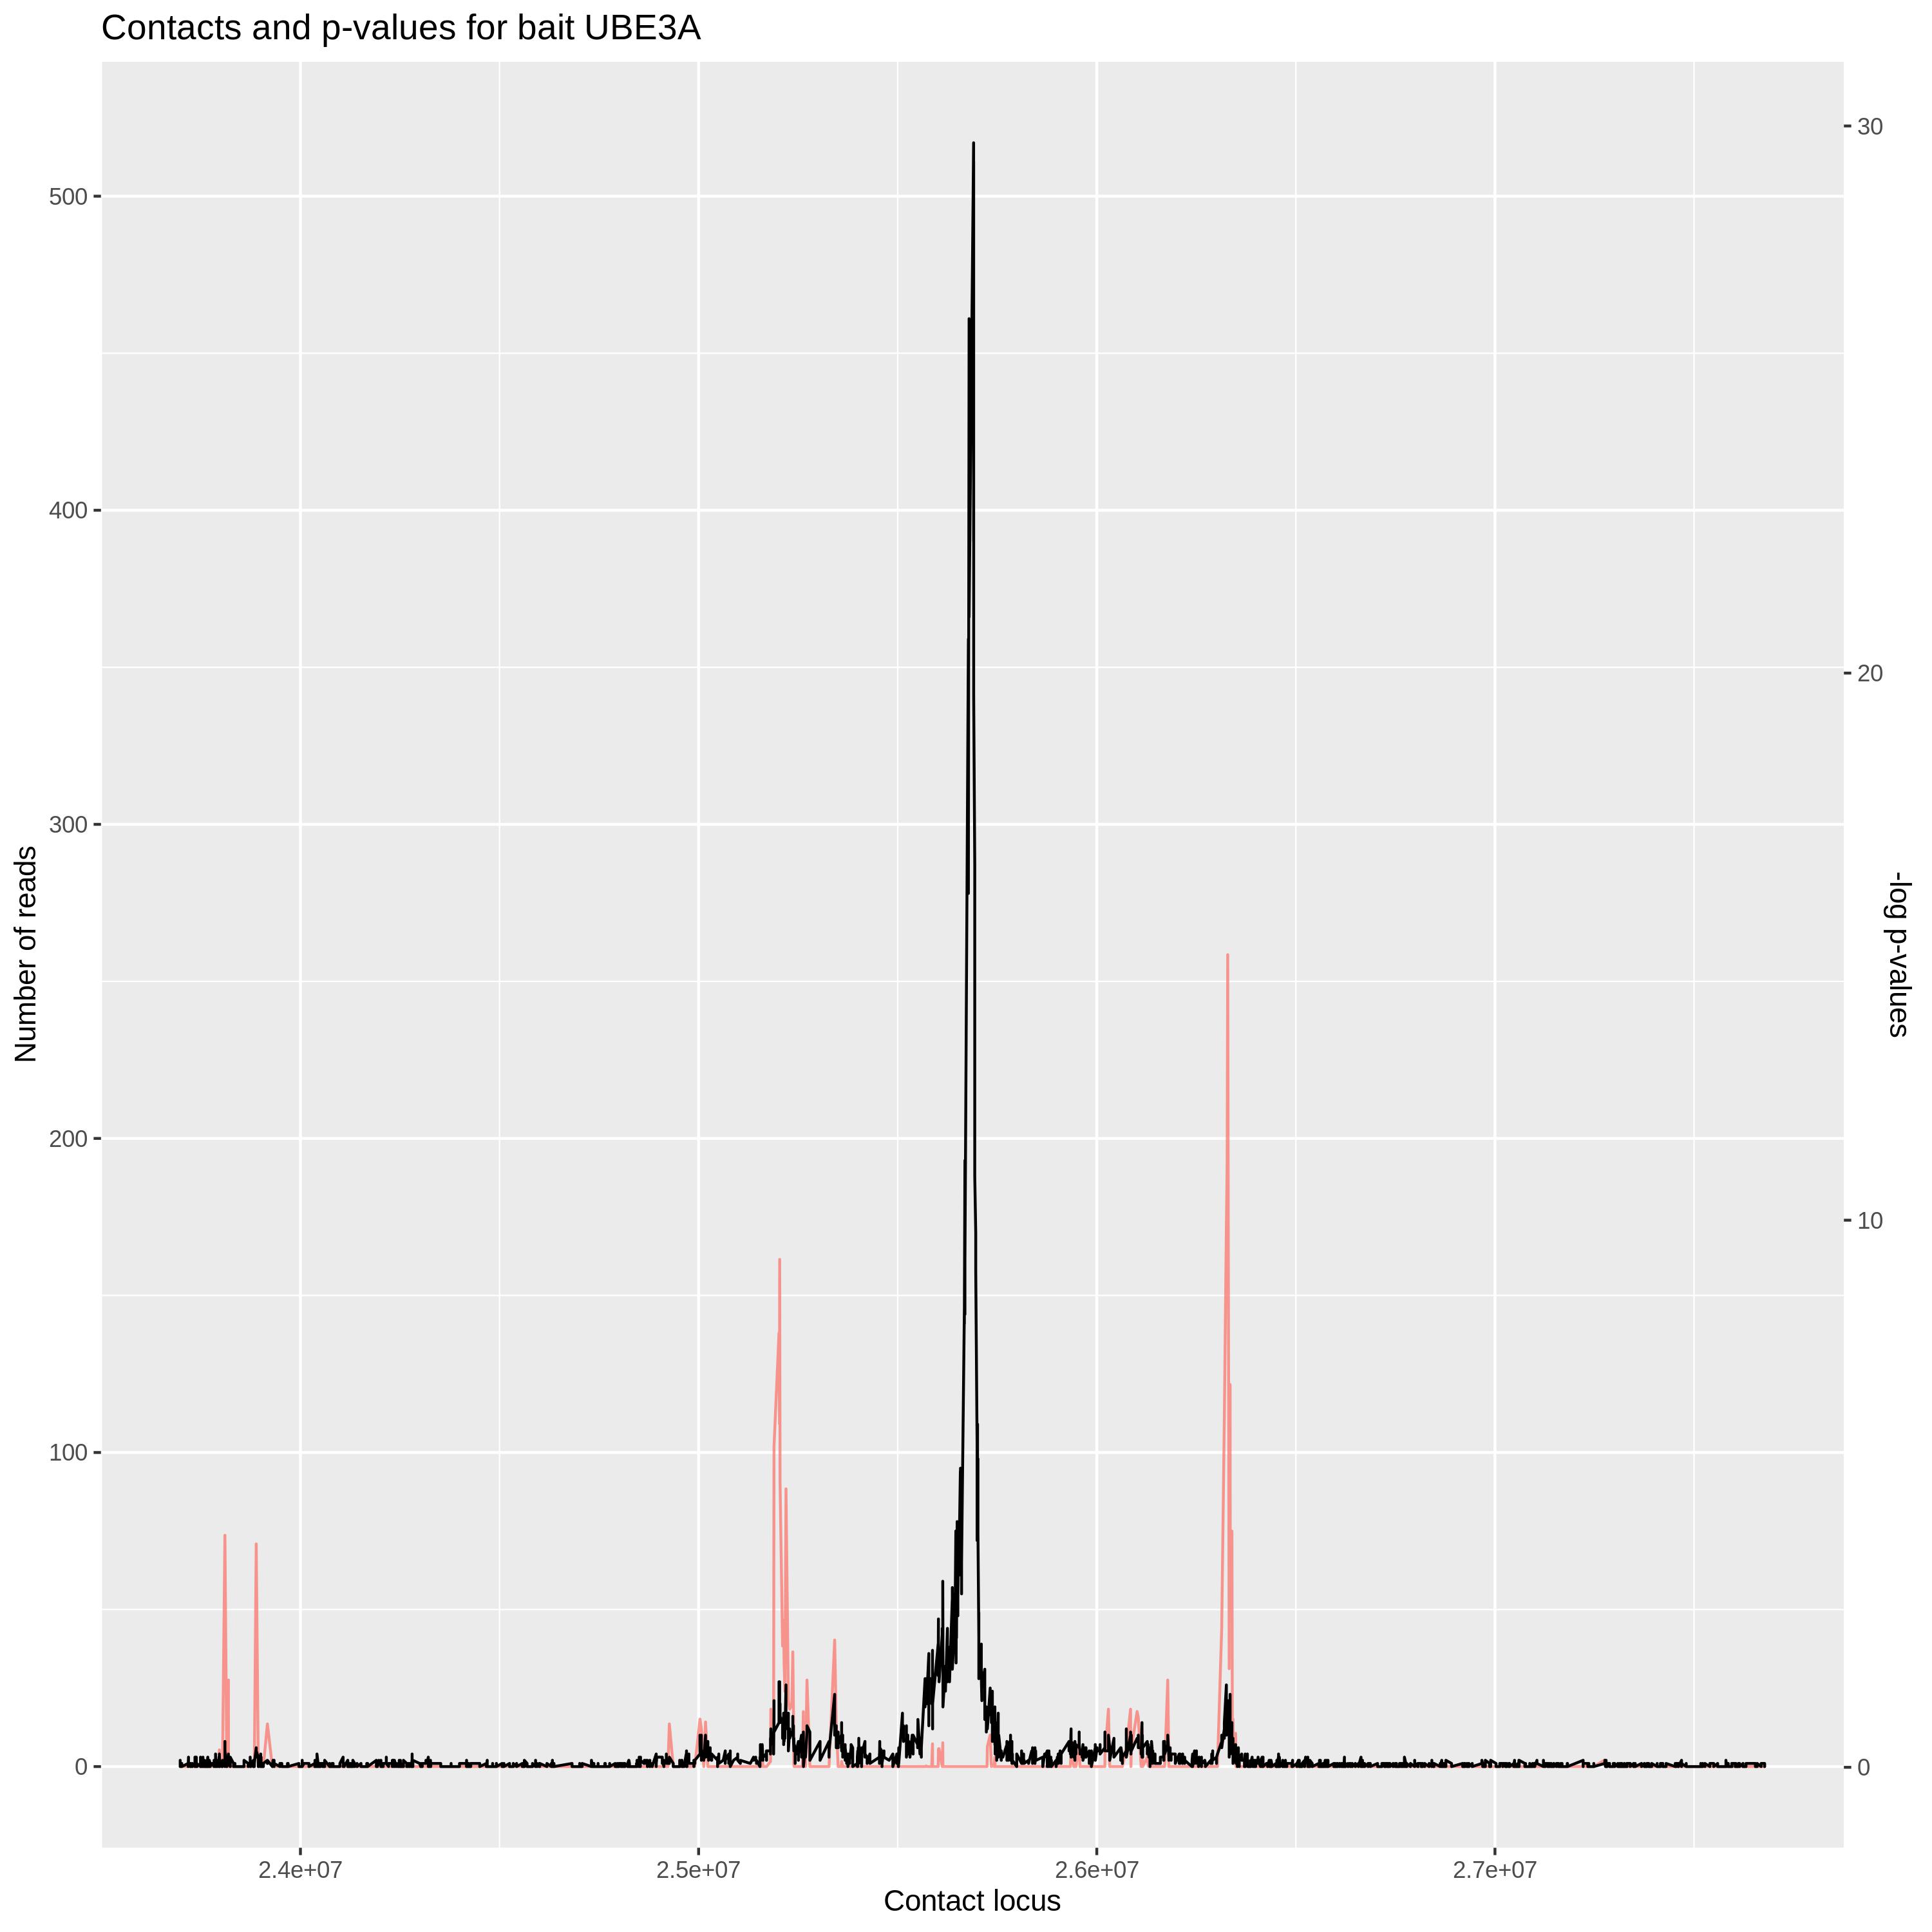 Contacts and p-values for bait UBE3A
30
500
400
20
300
Number of reads
-log p-values
200
10
100
0
0
2.4e+07
2.5e+07
2.6e+07
2.7e+07
Contact locus